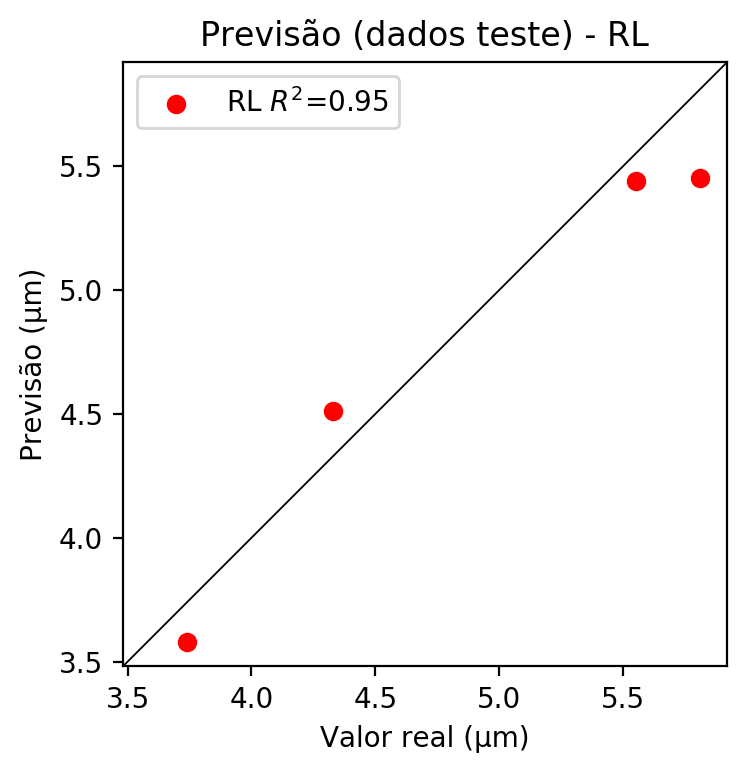 Previsão (dados teste) - RL
RL R²=0.95
Previsão (μm)
5.5
5.0
4.5
4.0
3.5
3.5 4.0 4.5 5.0 5.5
Valor real (μm)